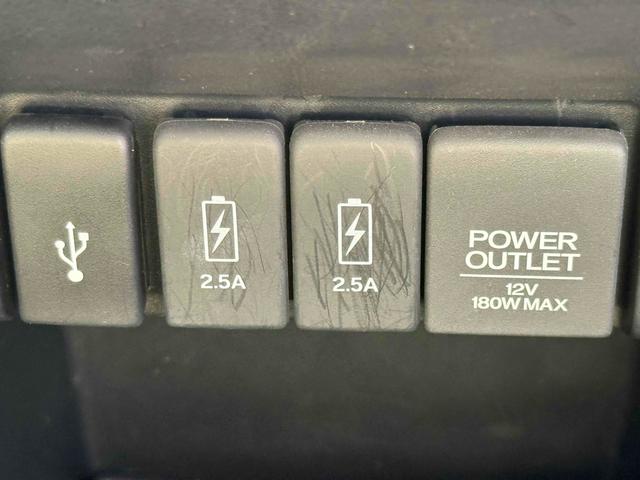 2.5A
2.5A
POWER
OUTLET
12V
180W MAX